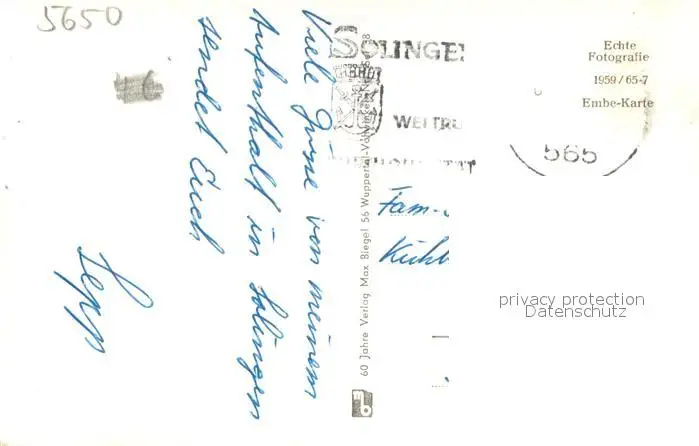 5650
Viele Grüße von meinem
Aufenthalt in Solingen
sendet Euch
Sepp
SOLINGE
WELTRU
60 Jahre Verlag Max Biegel 56 Wuppertal-
Fam.
Kühb
Echte
Fotografie
1959/65-7
Embe-Karte
565
privacy protection
Datenschutz